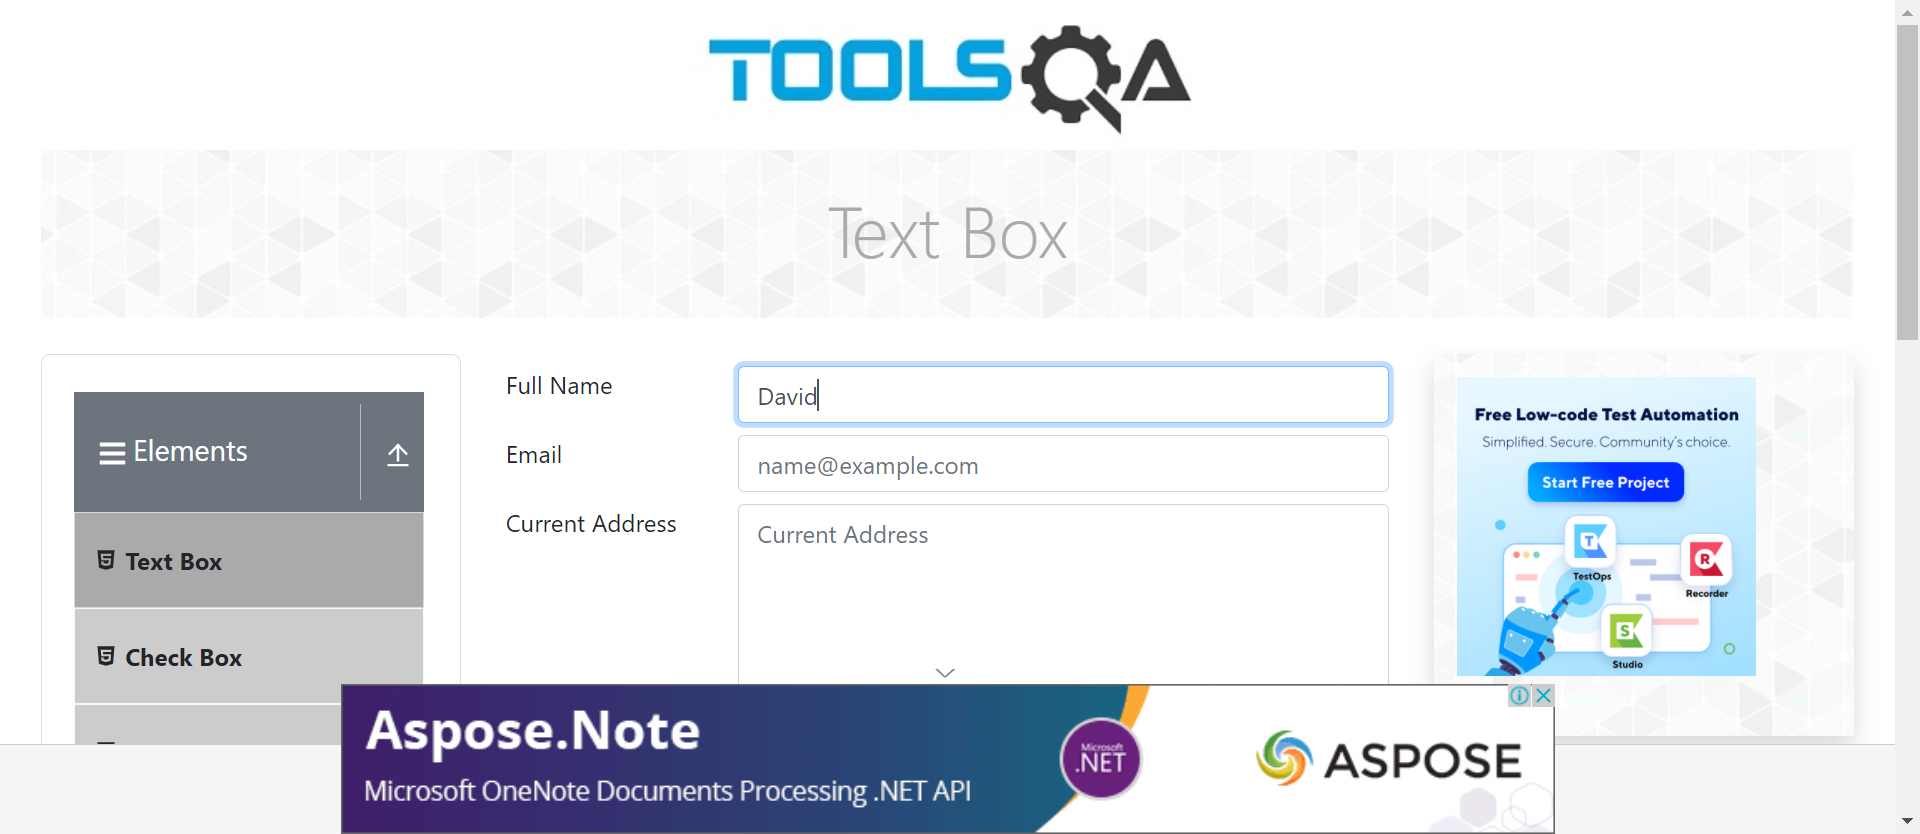 TOOLSQA
Text Box
Elements
Text Box
Check Box
Full Name
David
Email
name@example.com
Current Address
Current Address
Free Low-code Test Automation
Simplified. Secure. Community's choice.
Start Free Project
TestOps
Recorder
Studio
Aspose.Note
Microsoft OneNote Documents Processing .NET API
Microsoft
.NET
ASPOSE